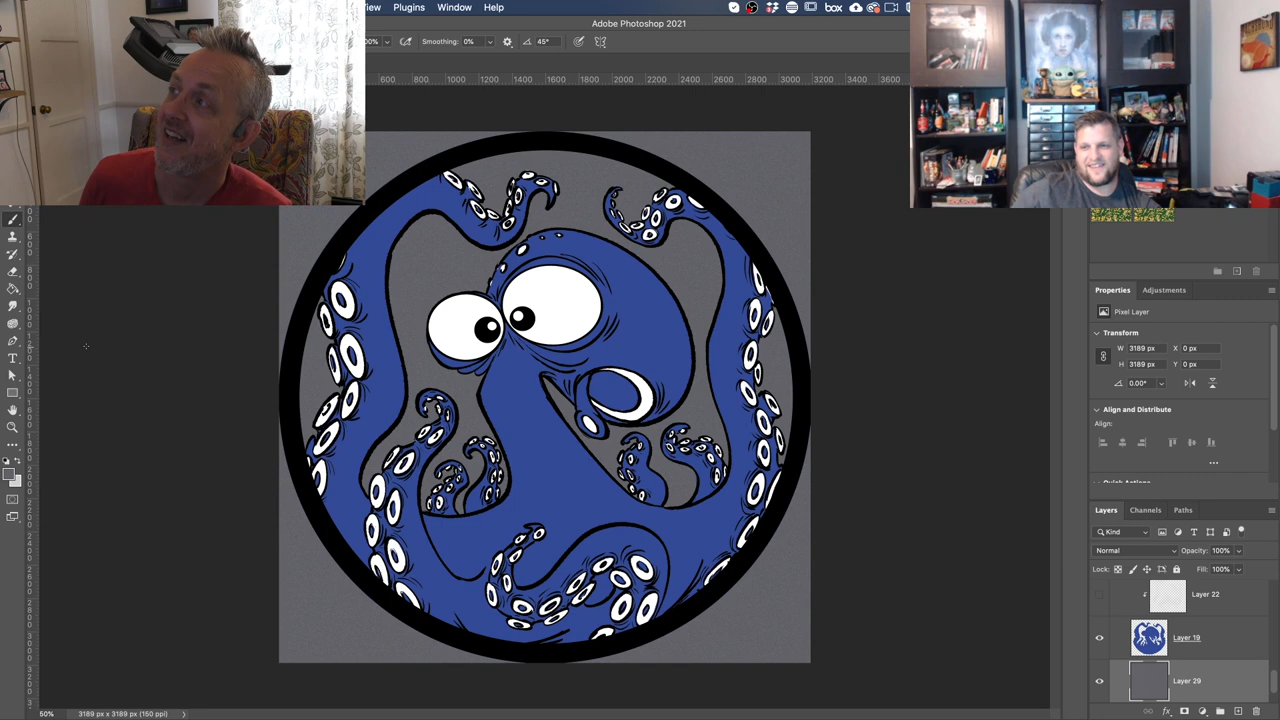 View Plugins Window Help
box
Adobe Photoshop 2021
Smoothing: 0% 45°
600 800 1000 1200 1400 1600 1800 2000 2200 2400 2600 2800 3000 3200 3400 3600
Properties Adjustments
Pixel Layer
Transform
W 3189 px X 0 px
H 3189 px Y 0 px
0.00°
Align and Distribute
Align:
Quick Actions
Layers Channels Paths
Kind
Normal Opacity: 100%
Lock: Fill: 100%
Layer 22
Layer 19
Layer 29
50% 3189 px x 3189 px (150 ppi)